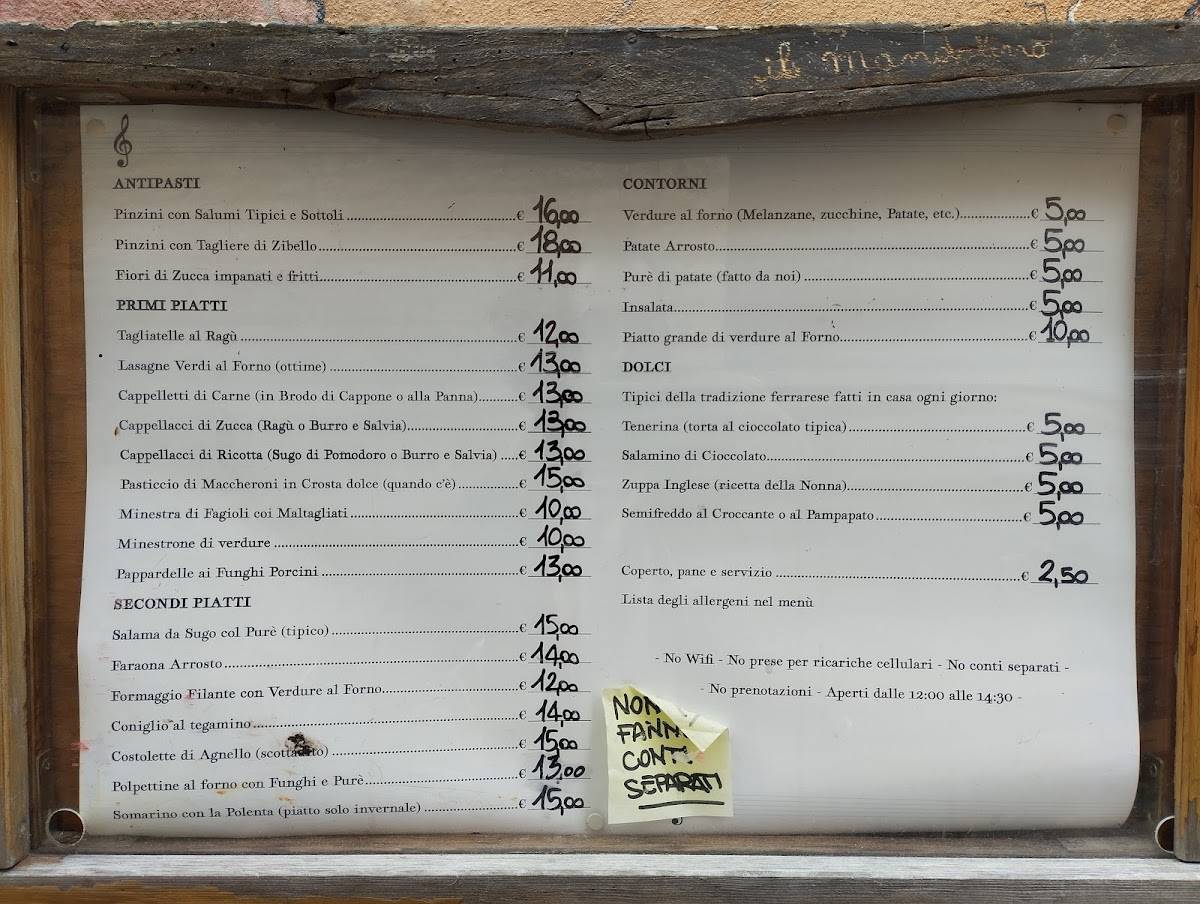 il Mandolino
ANTIPASTI
Pinzini con Salumi Tipici e Sottoli € 16,00
Pinzini con Tagliere di Zibello € 18,00
Fiori di Zucca impanati e fritti € 11,00
PRIMI PIATTI
Tagliatelle al Ragù € 12,00
Lasagne Verdi al Forno (ottime) € 13,00
Cappelletti di Carne (in Brodo di Cappone o alla Panna) € 13,00
Cappellacci di Zucca (Ragù o Burro e Salvia) € 13,00
Cappellacci di Ricotta (Sugo di Pomodoro o Burro e Salvia) € 13,00
Pasticcio di Maccheroni in Crosta dolce (quando c'è) € 15,00
Minestra di Fagioli coi Maltagliati € 10,00
Minestrone di verdure € 10,00
Pappardelle ai Funghi Porcini € 13,00
SECONDI PIATTI
Salama da Sugo col Purè (tipico) € 15,00
Faraona Arrosto € 14,00
Formaggio Filante con Verdure al Forno € 12,00
Coniglio al tegamino € 14,00
Costolette di Agnello (scottadito) € 15,00
Polpettine al forno con Funghi e Purè € 13,00
Somarino con la Polenta (piatto solo invernale) € 15,00
CONTORNI
Verdure al forno (Melanzane, zucchine, Patate, etc.) € 5,00
Patate Arrosto € 5,00
Purè di patate (fatto da noi) € 5,00
Insalata € 5,00
Piatto grande di verdure al Forno € 10,00
DOLCI
Tipici della tradizione ferrarese fatti in casa ogni giorno:
Tenerina (torta al cioccolato tipica) € 5,00
Salamino di Cioccolato € 5,00
Zuppa Inglese (ricetta della Nonna) € 5,00
Semifreddo al Croccante o al Pampapato € 5,00
Coperto, pane e servizio € 2,50
Lista degli allergeni nel menù
- No Wifi - No prese per ricariche cellulari - No conti separati -
- No prenotazioni - Aperti dalle 12:00 alle 14:30 -
NON
CONTI
SEPARATI